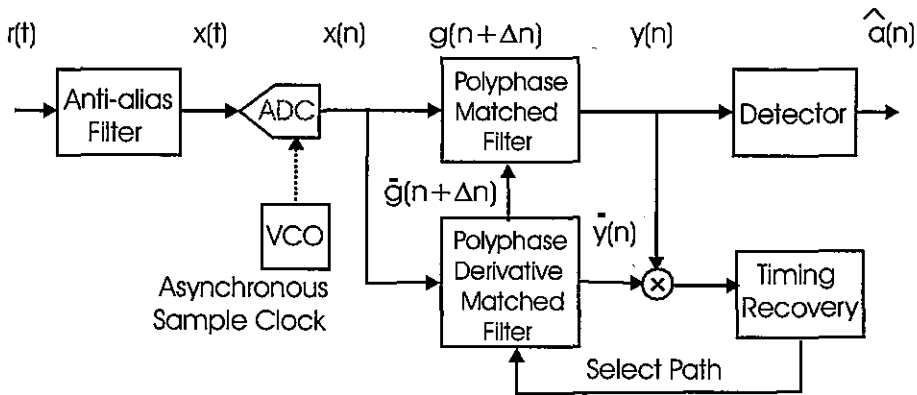 r(t) x(t) x(n) g(n+Δn) y(n) â(n)
Anti-alias
Filter
ADC
Polyphase
Matched
Filter
Detector
ḡ(n+Δn)
VCO
Asynchronous
Sample Clock
Polyphase
Derivative
Matched
Filter
ȳ(n)
×
Timing
Recovery
Select Path